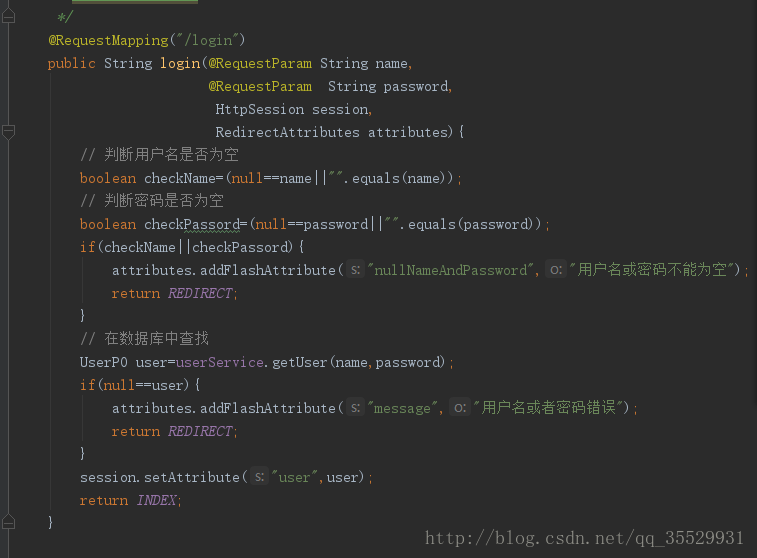 */
@RequestMapping("/login")
public String login(@RequestParam String name,
@RequestParam  String password,
HttpSession session,
RedirectAttributes attributes){
// 判断用户名是否为空
boolean checkName=(null==name||"".equals(name));
// 判断密码是否为空
boolean checkPassord=(null==password||"".equals(password));
if(checkName||checkPassord){
attributes.addFlashAttribute( s: "nullNameAndPassword", o: "用户名或密码不能为空");
return REDIRECT;
}
// 在数据库中查找
UserPO user=userService.getUser(name,password);
if(null==user){
attributes.addFlashAttribute( s: "message", o: "用户名或者密码错误");
return REDIRECT;
}
session.setAttribute( s: "user",user);
return INDEX;
}
http://blog.csdn.net/qq_35529931